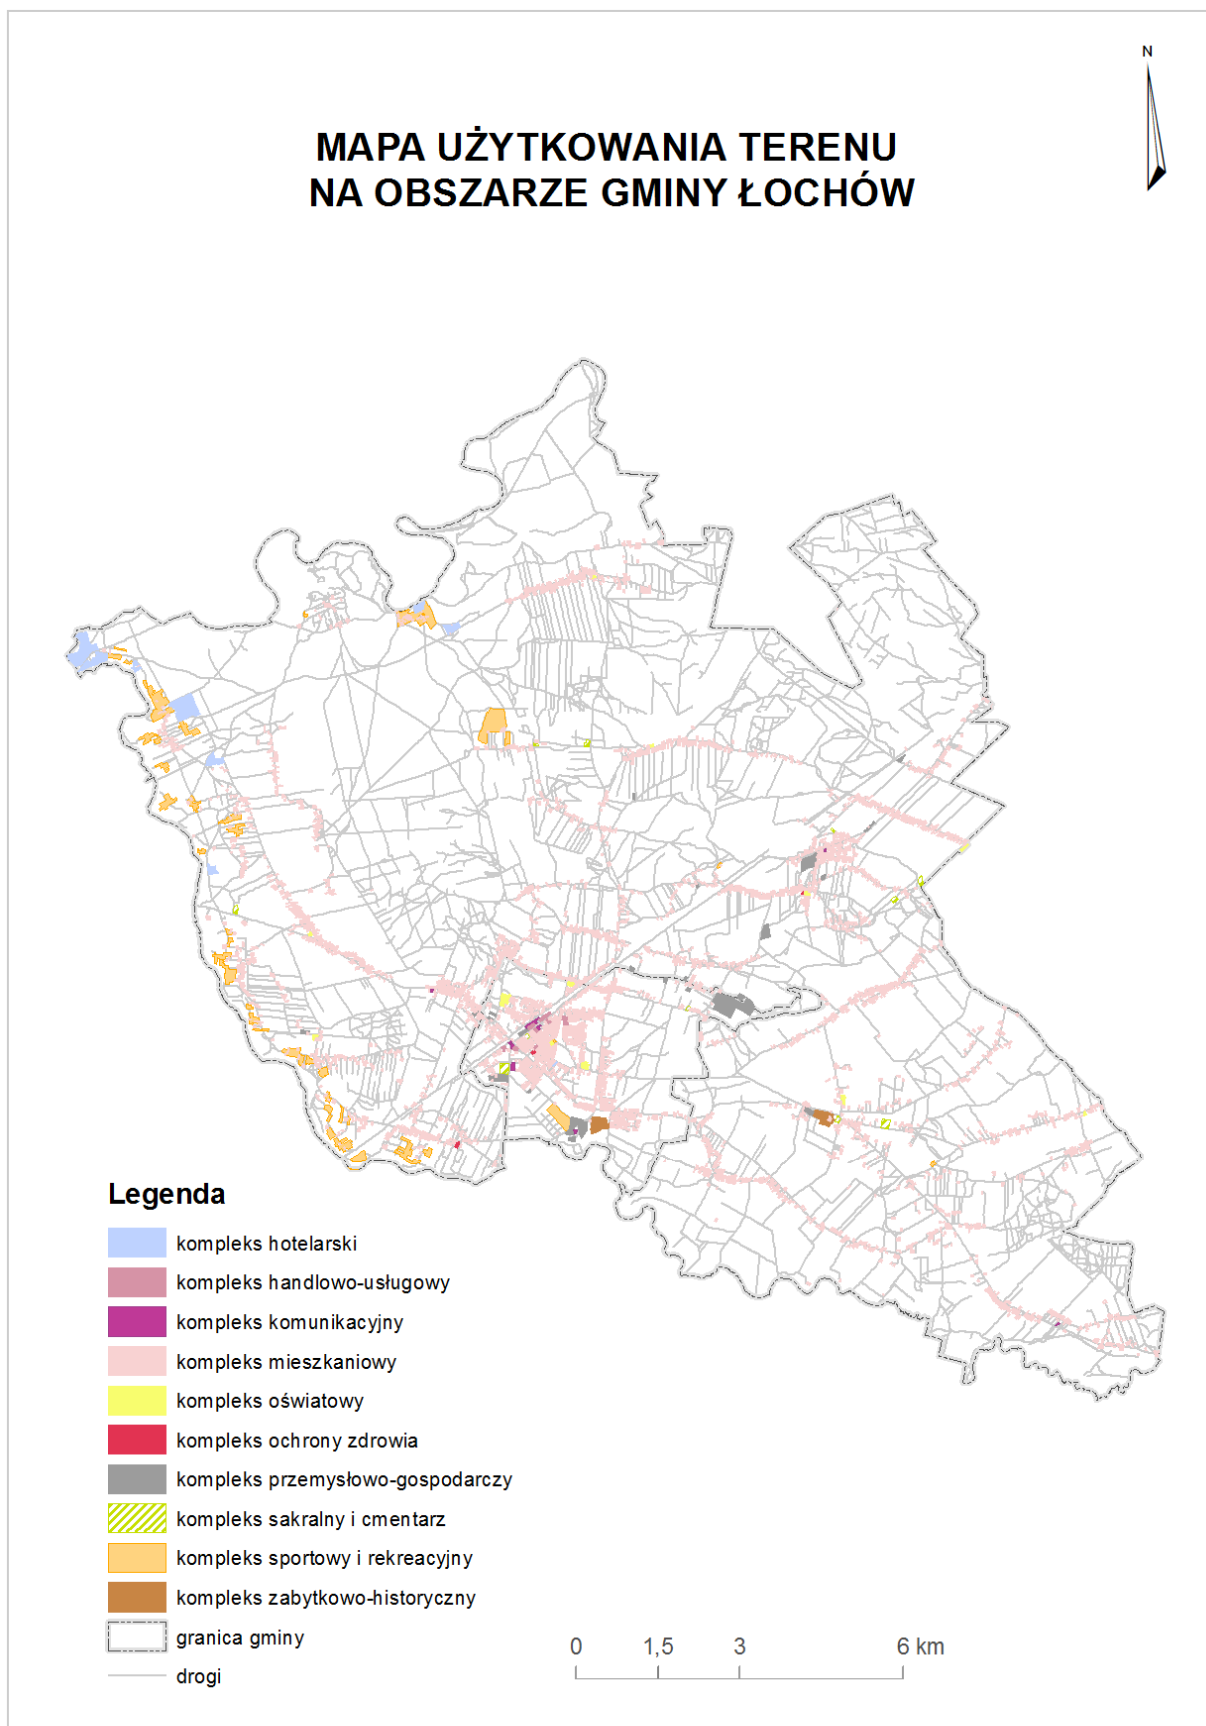 N
MAPA UŻYTKOWANIA TERENU
NA OBSZARZE GMINY ŁOCHÓW
Legenda
kompleks hotelarski
kompleks handlowo-usługowy
kompleks komunikacyjny
kompleks mieszkaniowy
kompleks oświatowy
kompleks ochrony zdrowia
kompleks przemysłowo-gospodarczy
kompleks sakralny i cmentarz
kompleks sportowy i rekreacyjny
kompleks zabytkowo-historyczny
granica gminy
drogi
0 1,5 3 6 km